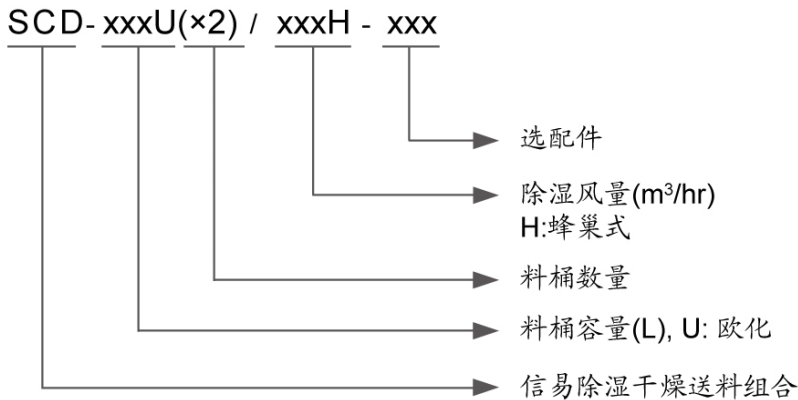 SCD-xxxU(×2) / xxxH - xxx
选配件
除湿风量(m³/hr)
H:蜂巢式
料桶数量
料桶容量(L), U: 欧化
信易除湿干燥送料组合